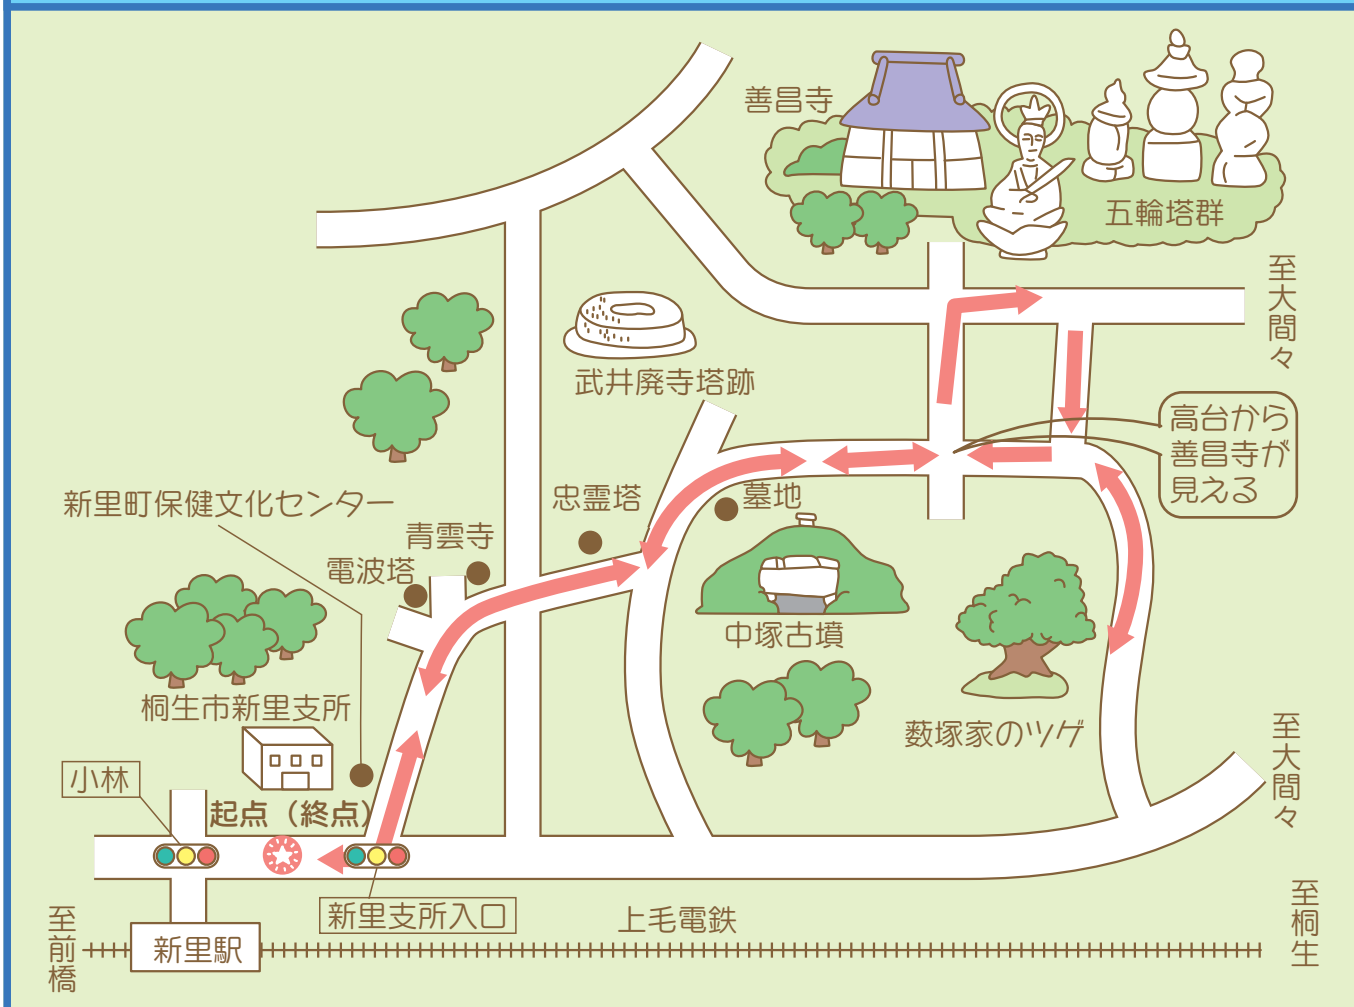 善昌寺
五輪塔群
至大間々
武井廃寺塔跡
高台から
善昌寺が
見える
新里町保健文化センター
忠霊塔
墓地
青雲寺
電波塔
中塚古墳
桐生市新里支所
薮塚家のツゲ
至大間々
小林
起点（終点）
新里支所入口
上毛電鉄
至前橋
新里駅
至桐生